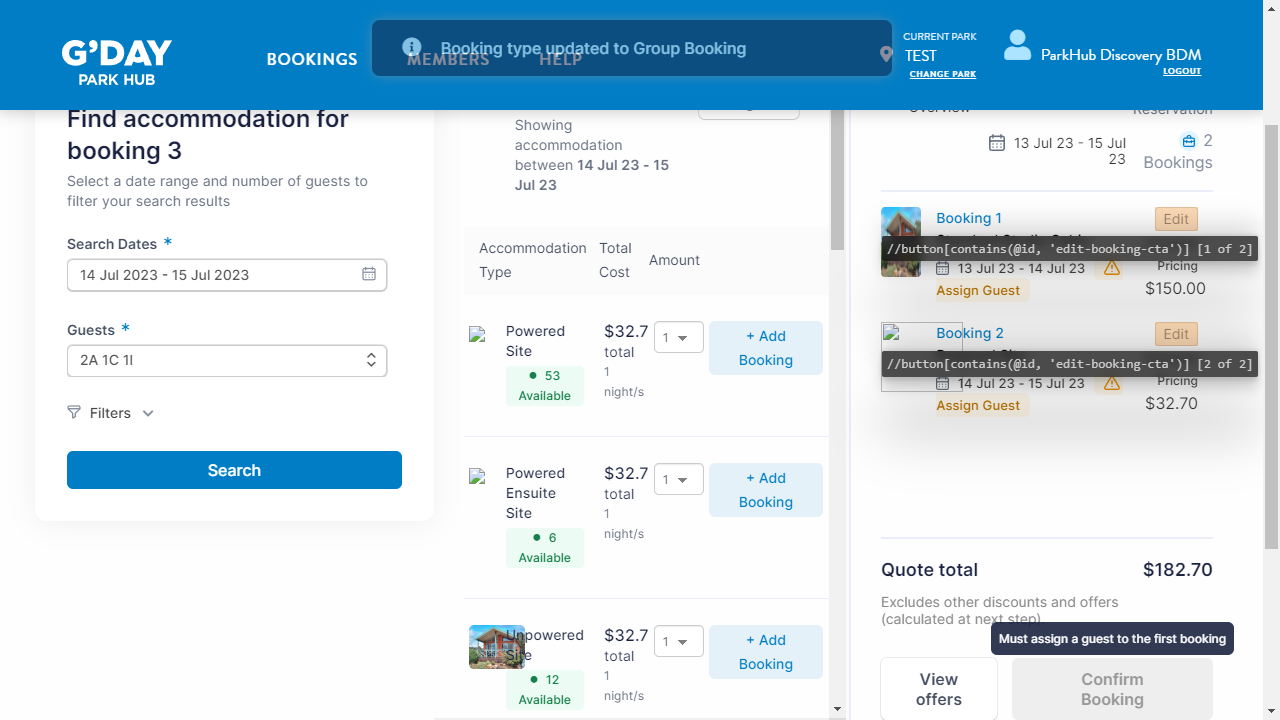 G'DAY
PARK HUB
BOOKINGS
MEMBERS
HELP
Booking type updated to Group Booking
CURRENT PARK
TEST
CHANGE PARK
ParkHub Discovery BDM
LOGOUT
Find accommodation for
booking 3
Select a date range and number of guests to
filter your search results
Search Dates *
14 Jul 2023 - 15 Jul 2023
Guests *
2A 1C 1I
Filters
Search
Showing
accommodation
between 14 Jul 23 - 15
Jul 23
Accommodation
Type
Total
Cost
Amount
Powered
Site
53
Available
$32.7
total
1
night/s
1
+ Add
Booking
Powered
Ensuite
Site
6
Available
$32.7
total
1
night/s
1
+ Add
Booking
Unpowered
Site
12
Available
$32.7
total
1
night/s
1
+ Add
Booking
Overview
Reservation
13 Jul 23 - 15 Jul
23
2
Bookings
Booking 1
Edit
//button[contains(@id, 'edit-booking-cta')] [1 of 2]
13 Jul 23 - 14 Jul 23
Pricing
Assign Guest
$150.00
Booking 2
Edit
//button[contains(@id, 'edit-booking-cta')] [2 of 2]
14 Jul 23 - 15 Jul 23
Pricing
Assign Guest
$32.70
Quote total
$182.70
Excludes other discounts and offers
(calculated at next step)
Must assign a guest to the first booking
View
offers
Confirm
Booking